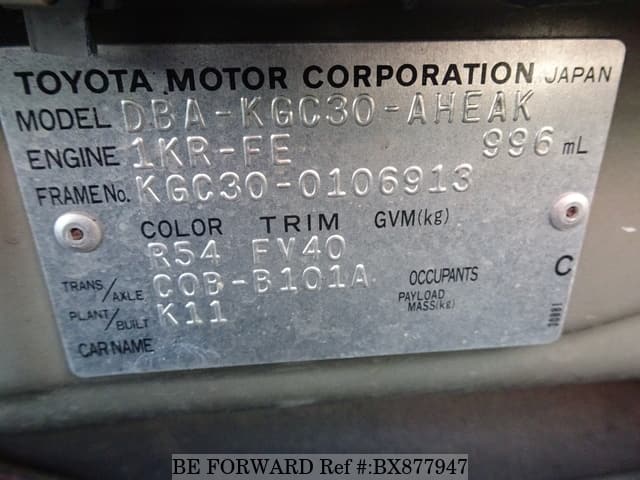 TOYOTA MOTOR CORPORATION JAPAN
MODEL DBA-KGC30-AHEAK
ENGINE 1KR-FE 996 mL
FRAME No. KGC30-0106913
COLOR TRIM GVM(kg)
R54 FV40
TRANS/AXLE C0B-B101A OCCUPANTS C
PLANT/BUILT K11 PAYLOAD MASS(kg)
CAR NAME
BE FORWARD Ref #:BX877947